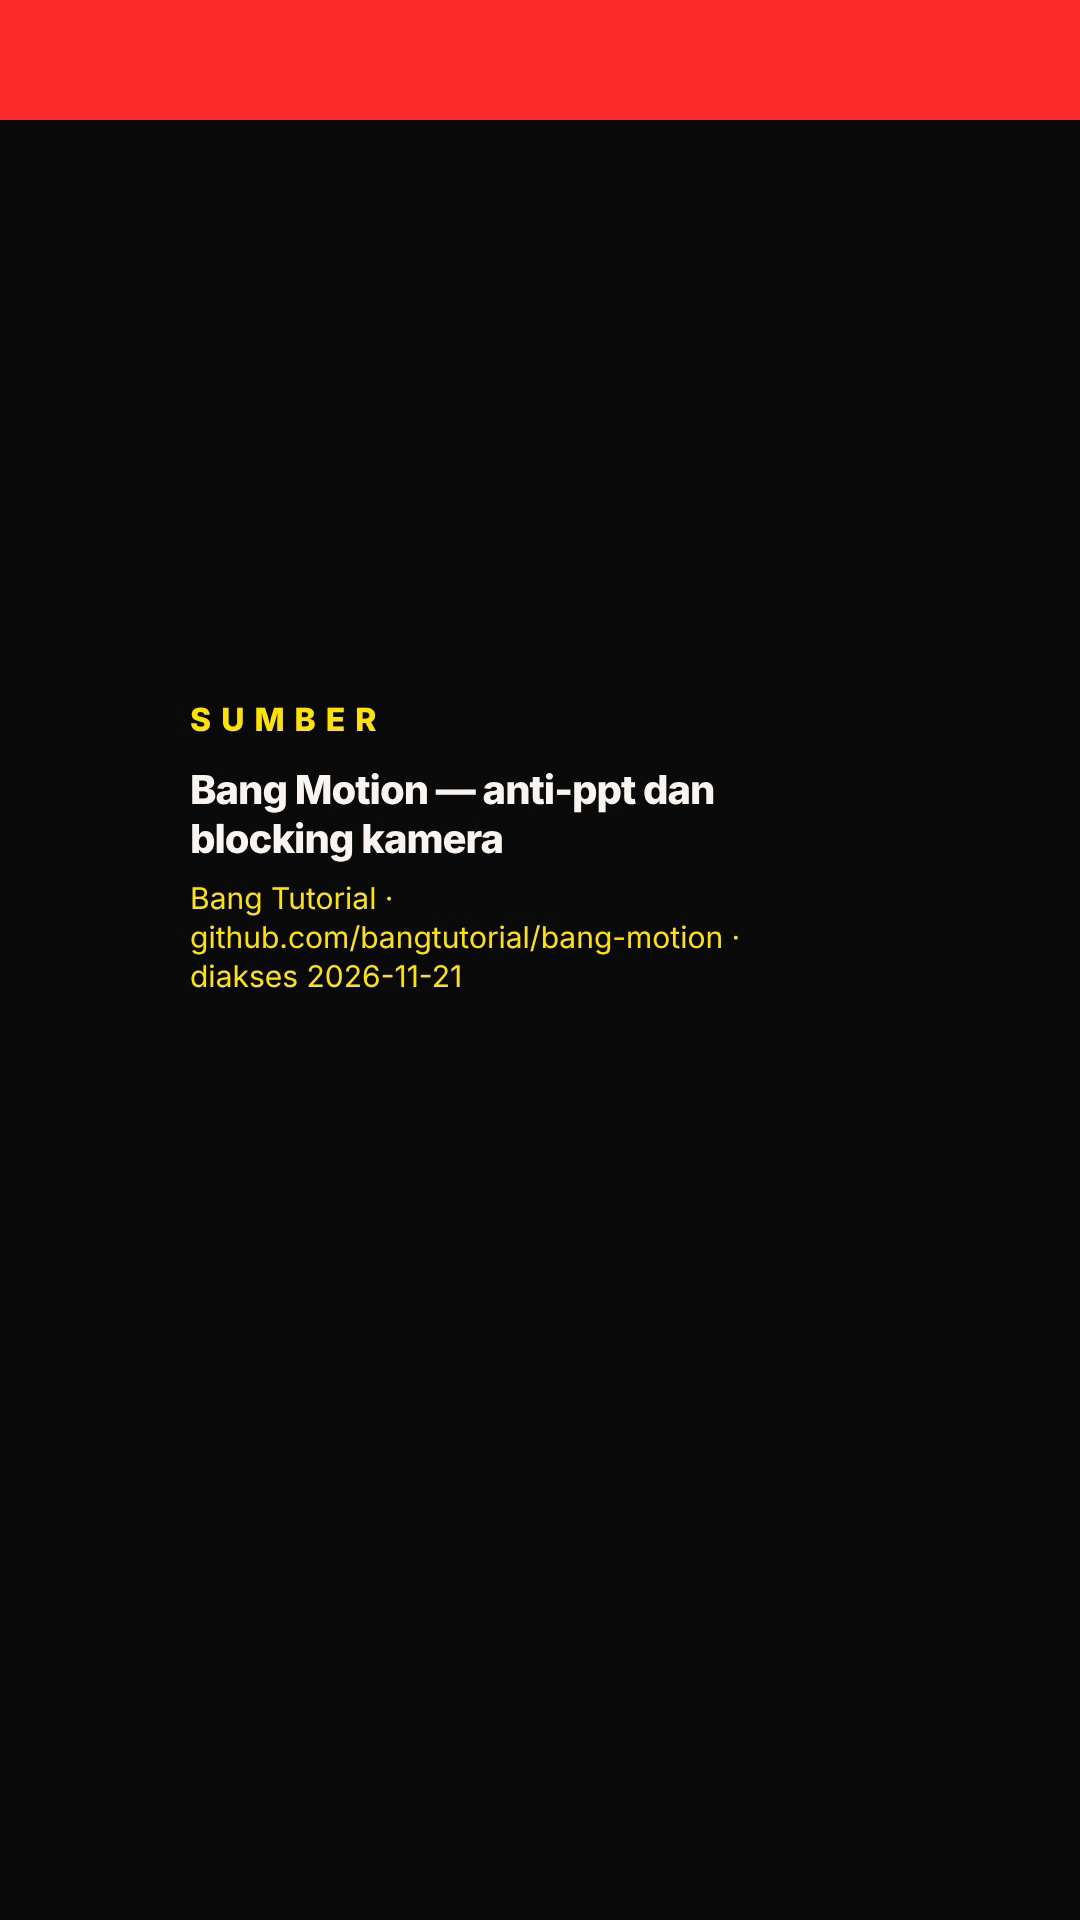 SUMBER
Bang Motion — anti-ppt dan
blocking kamera
Bang Tutorial ·
github.com/bangtutorial/bang-motion ·
diakses 2026-11-21